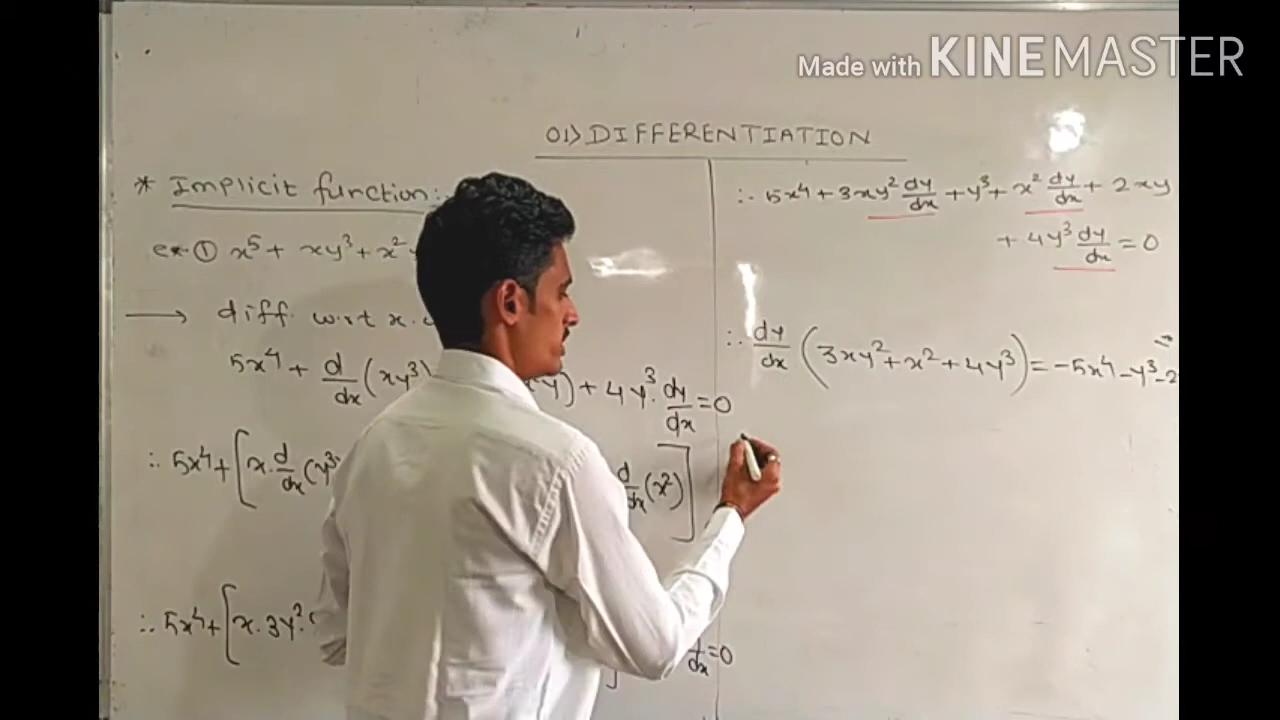 Made with KINEMASTER
01) DIFFERENTIATION
* Implicit function:-
ex. ① x⁵ + xy³ + x²
→ diff. w.r.t x.
5x⁴ + d/dx (xy³) y) + 4y³. dy/dx = 0
∴ 5x⁴ + [x. d/dx (y³ d/dx (x²)]
∴ 5x⁴ + [x. 3y². dx = 0
∴ 5x⁴ + 3xy² dy/dx + y³ + x² dy/dx + 2xy
+ 4y³ dy/dx = 0
∴ dy/dx (3xy² + x² + 4y³) = -5x⁴ - y³ - 2